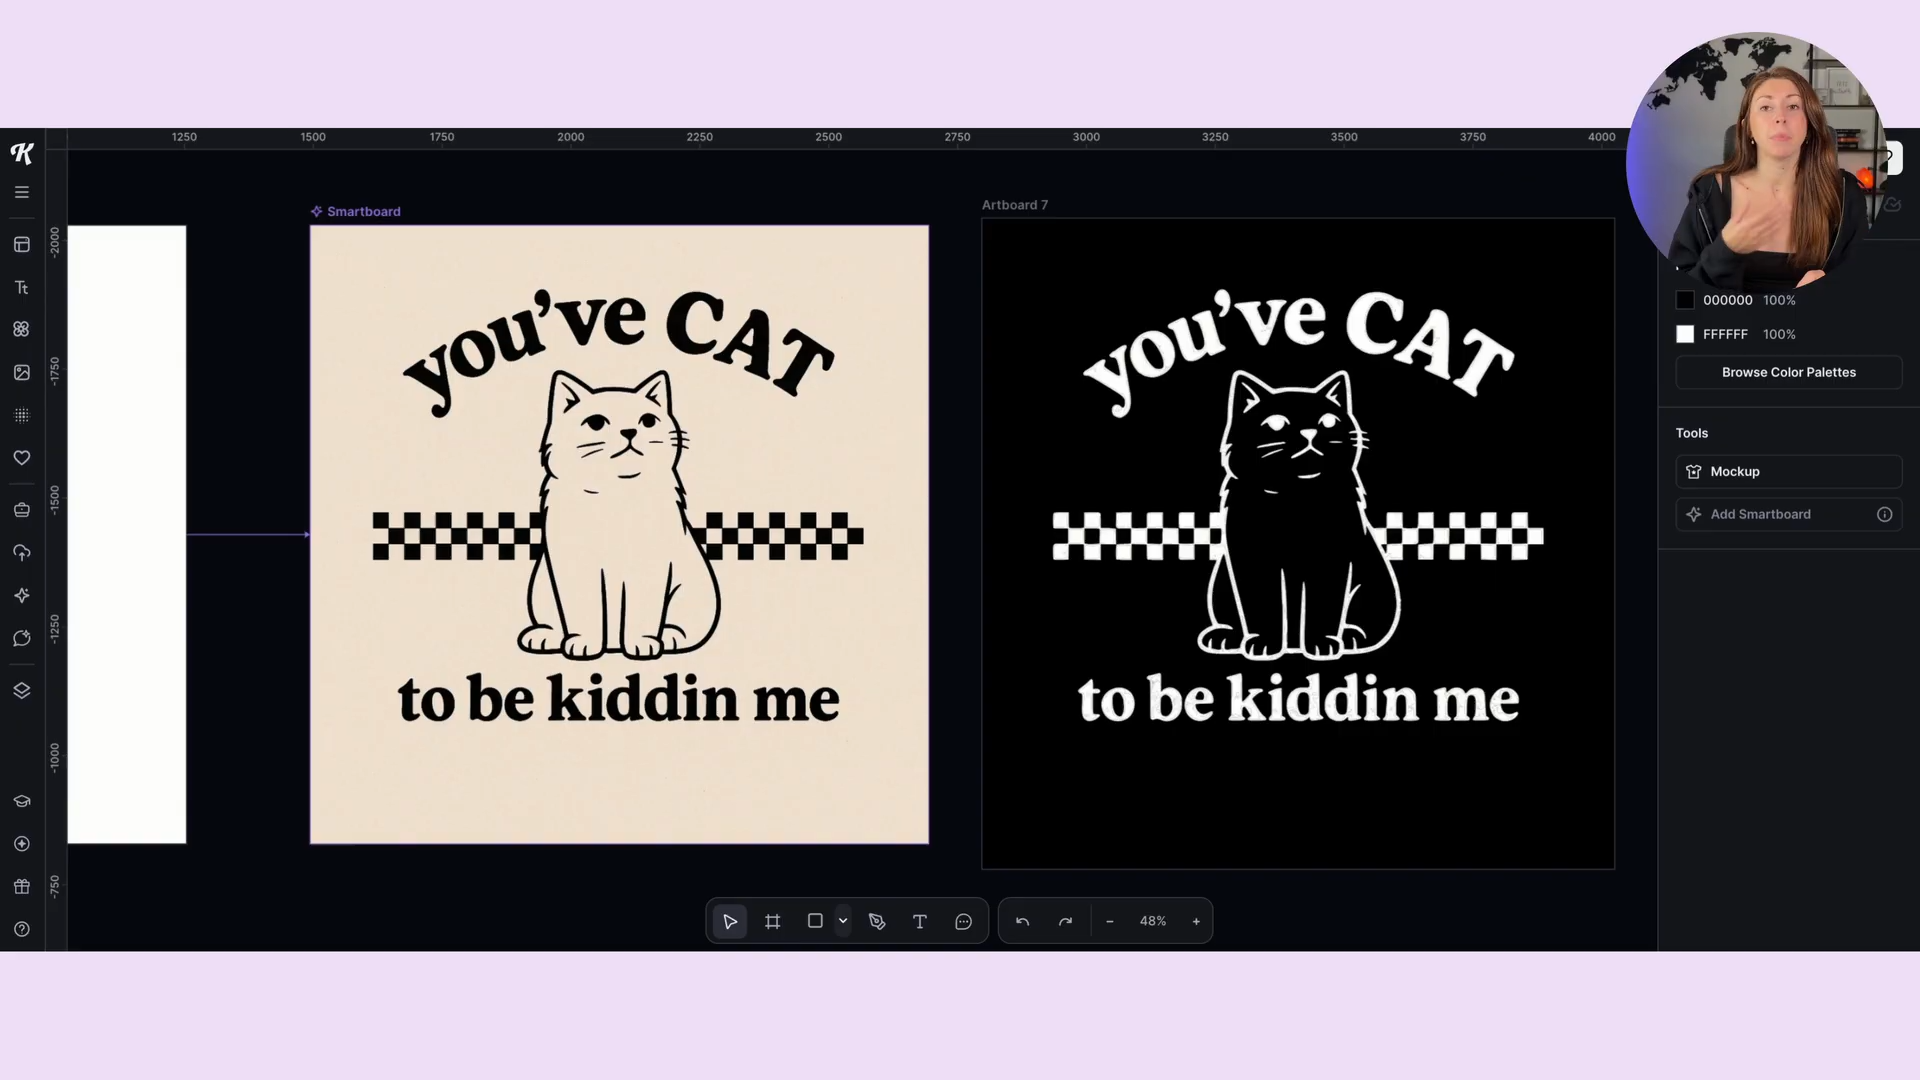 1250 1500 1750 2000 2250 2500 2750 3000 3250 3500 3750 4000
K
Smartboard
Artboard 7
-2000
-1750
-1500
-1250
-1000
-750
you've CAT
to be kiddin me
you've CAT
to be kiddin me
000000 100%
FFFFFF 100%
Browse Color Palettes
Tools
Mockup
Add Smartboard
Tt
T
48%